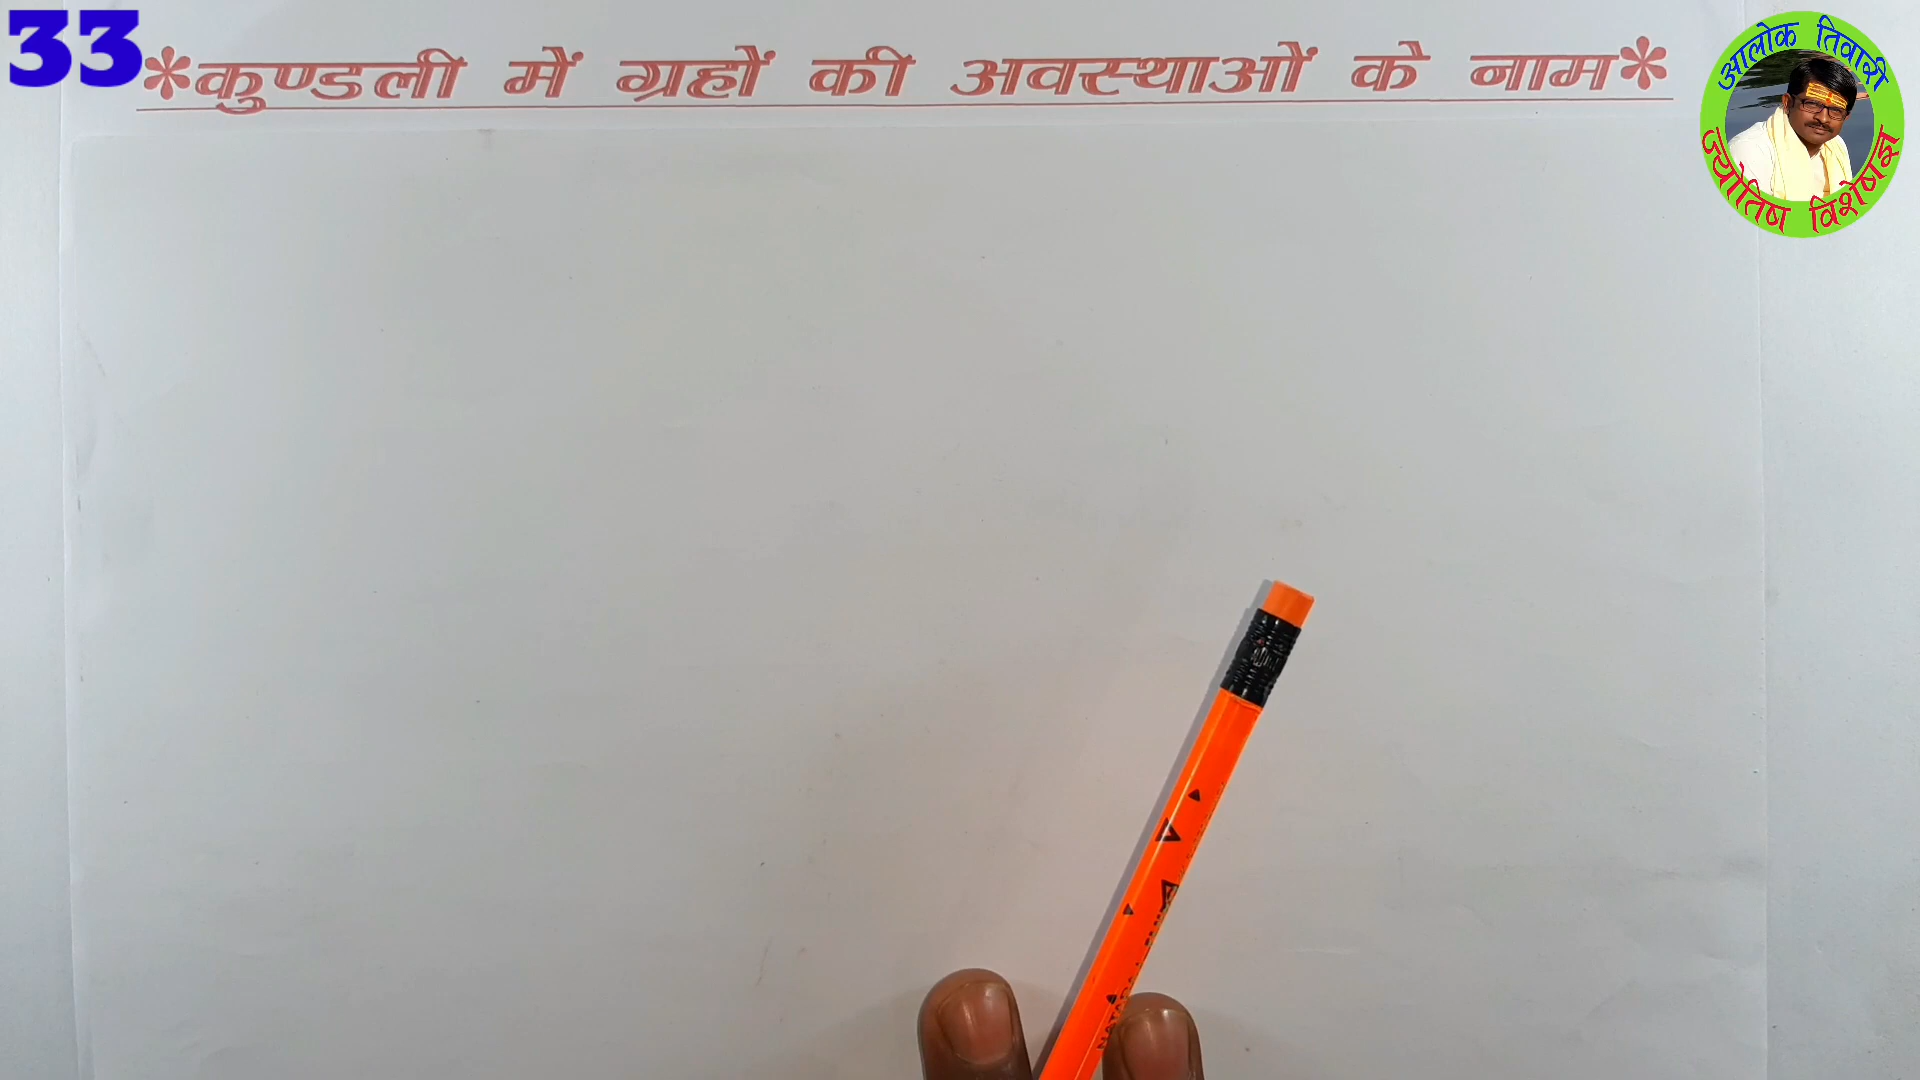 33
*कुण्डली में ग्रहों की अवस्थाओं के नाम*
आलोक तिवारी
ज्योतिष विशेषज्ञ